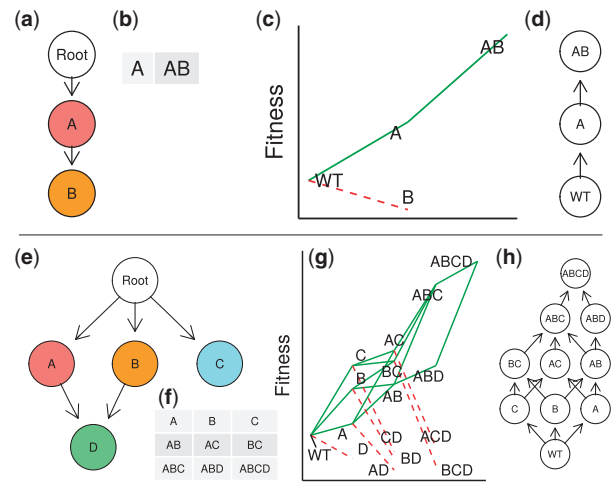 (a)
Root
A
B
(b)
A AB
(c)
Fitness
AB
A
WT
B
(d)
AB
A
WT
(e)
Root
A B C
D
(f)
A B C
AB AC BC
ABC ABD ABCD
(g)
Fitness
ABCD
ABC
AC
C
BC
ABD
B
AB
A
CD
ACD
WT
D
BD
AD
BCD
(h)
ABCD
ABC ABD
BC AC AB
C B A
WT